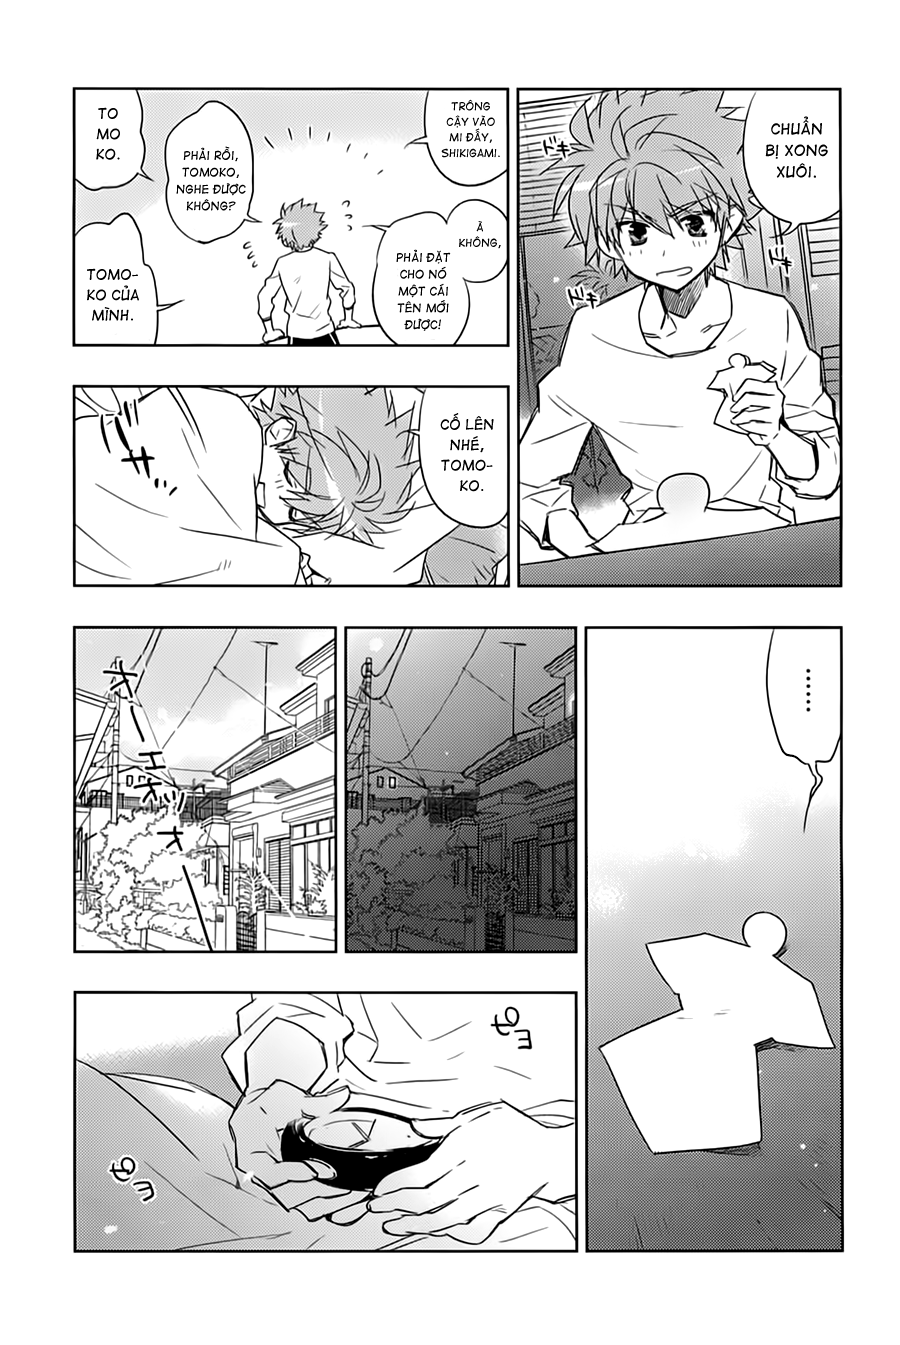 CHUẨN
BỊ XONG
XUÔI.
ドキ
ドキ
TRÔNG
CẬY VÀO
MI ĐẤY,
SHIKIGAMI.
Ả
KHÔNG,
PHẢI ĐẶT
CHO NÓ
MỘT CÁI
TÊN MỚI
ĐƯỢC!
PHẢI RỒI,
TOMOKO,
NGHE ĐƯỢC
KHÔNG?
TO
MO
KO.
TOMO-
KO CỦA
MÌNH.
CỐ LÊN
NHÉ,
TOMO-
KO.
........